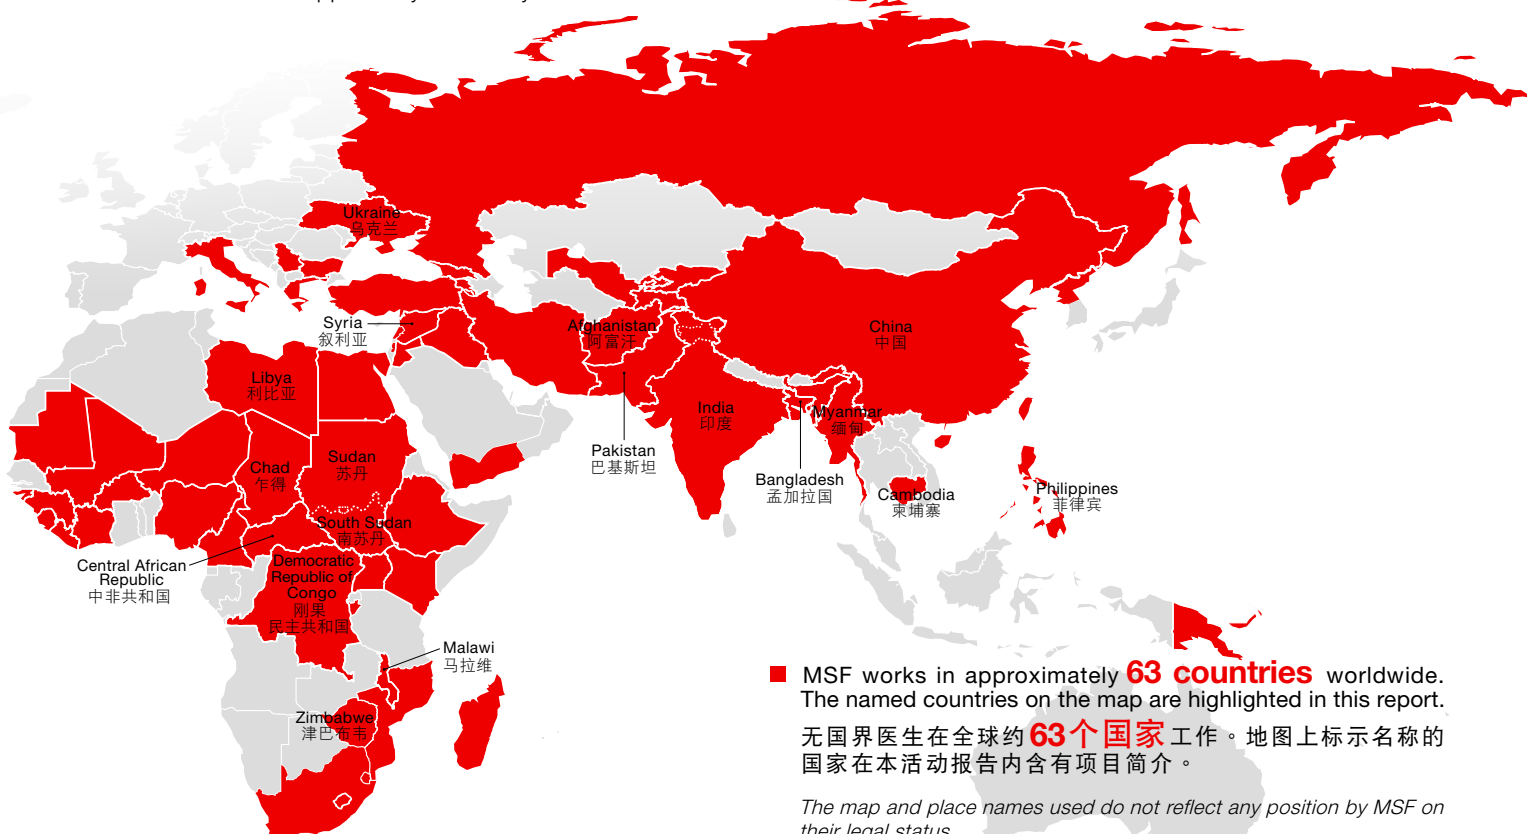 Ukraine
乌克兰
Syria
叙利亚
Afghanistan
阿富汗
China
中国
Libya
利比亚
India
印度
Myanmar
缅甸
Pakistan
巴基斯坦
Sudan
苏丹
Chad
乍得
Bangladesh
孟加拉国
Cambodia
柬埔寨
Philippines
菲律宾
South Sudan
南苏丹
Central African
Republic
中非共和国
Democratic
Republic of
Congo
刚果
民主共和国
Malawi
马拉维
Zimbabwe
津巴布韦
MSF works in approximately 63 countries worldwide.
The named countries on the map are highlighted in this report.
无国界医生在全球约63个国家工作。地图上标示名称的
国家在本活动报告内含有项目简介。
The map and place names used do not reflect any position by MSF on
their legal status